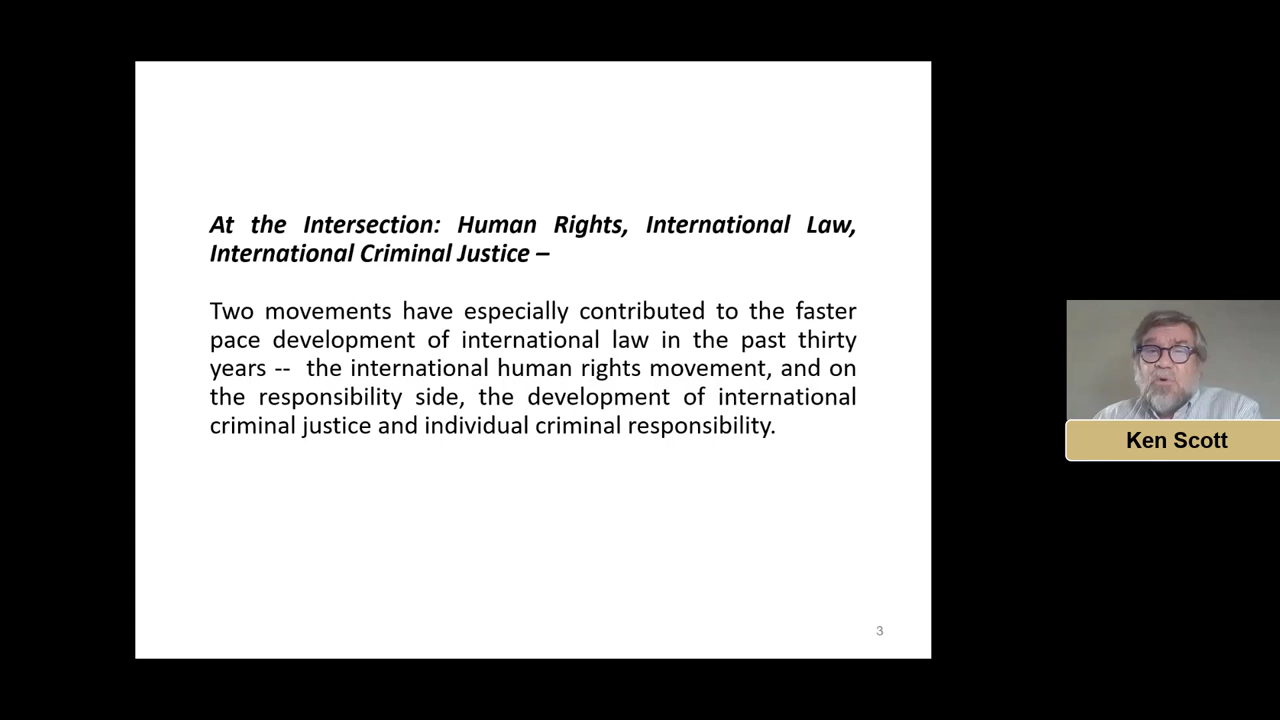 At the Intersection: Human Rights, International Law,
International Criminal Justice –
Two movements have especially contributed to the faster
pace development of international law in the past thirty
years -- the international human rights movement, and on
the responsibility side, the development of international
criminal justice and individual criminal responsibility.
Ken Scott
3